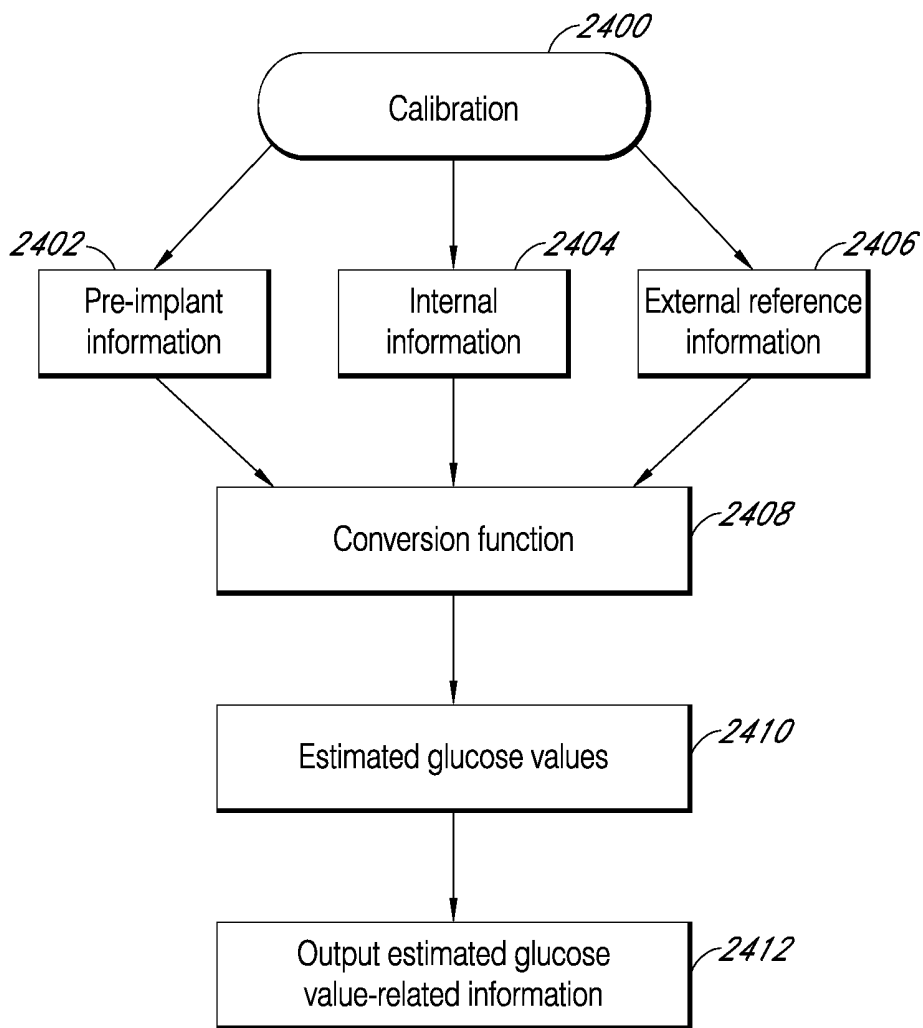 2400
Calibration
2402
2404
2406
Pre-implant
information
Internal
information
External reference
information
2408
Conversion function
2410
Estimated glucose values
2412
Output estimated glucose
value-related information